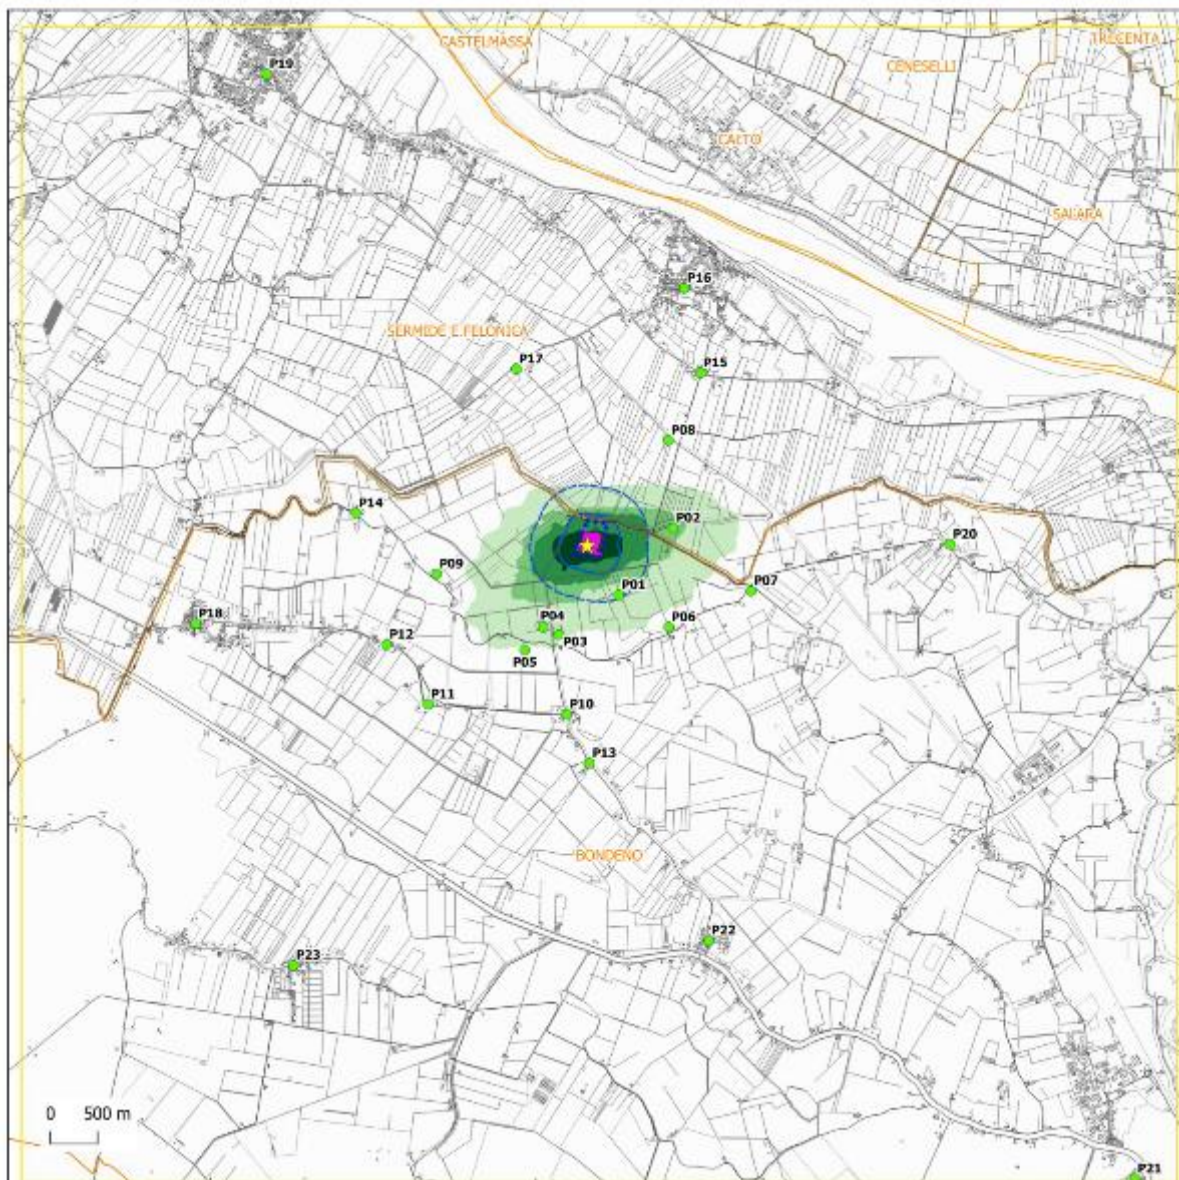 TRECENTA
CASTELMASSA
CENESELLI
P19
CALTO
SALARA
P16
SERMIDE E FELONICA
P17
P15
P08
P14
P02
P20
P09
P01
P07
P18
P04
P06
P03
P12
P05
P11
P10
P13
BONDENO
P22
P23
0 500 m
P21